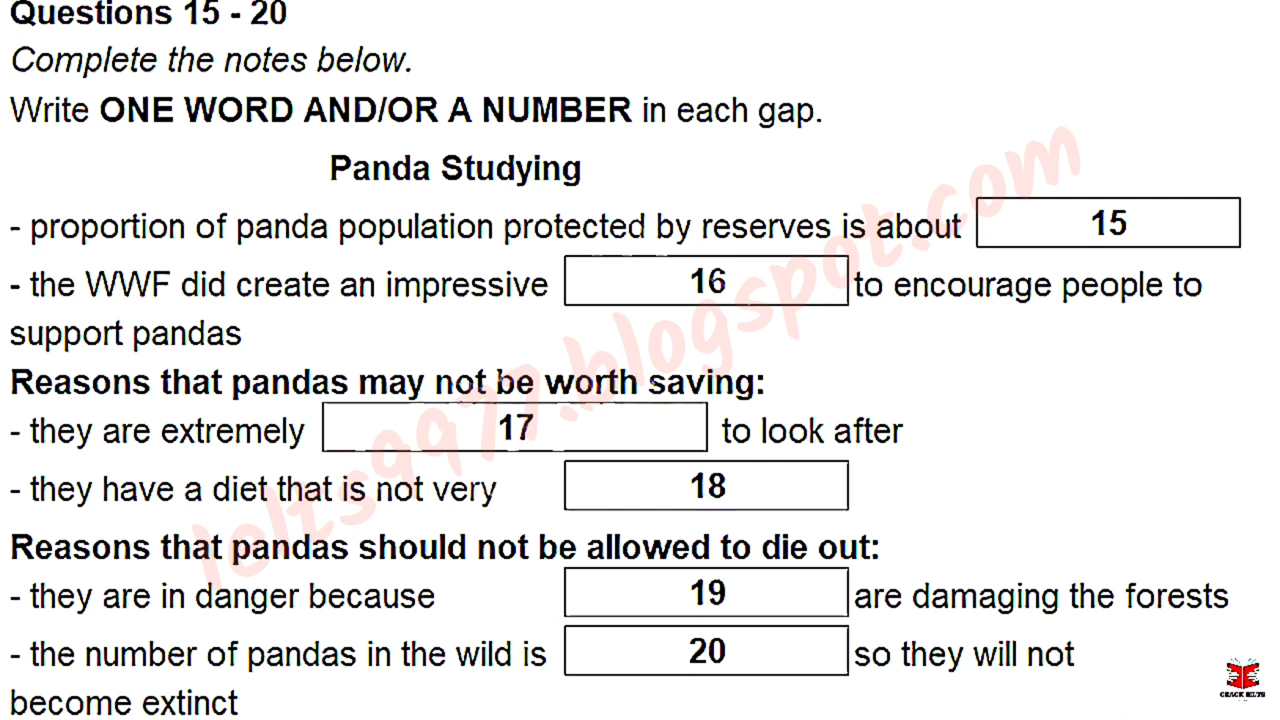 Questions 15 - 20
Complete the notes below.
Write ONE WORD AND/OR A NUMBER in each gap.
Panda Studying
- proportion of panda population protected by reserves is about 15
- the WWF did create an impressive 16 to encourage people to
support pandas
Reasons that pandas may not be worth saving:
- they are extremely 17 to look after
- they have a diet that is not very 18
Reasons that pandas should not be allowed to die out:
- they are in danger because 19 are damaging the forests
- the number of pandas in the wild is 20 so they will not
become extinct
Ielts9977.blogspot.com
CRACK IELTS